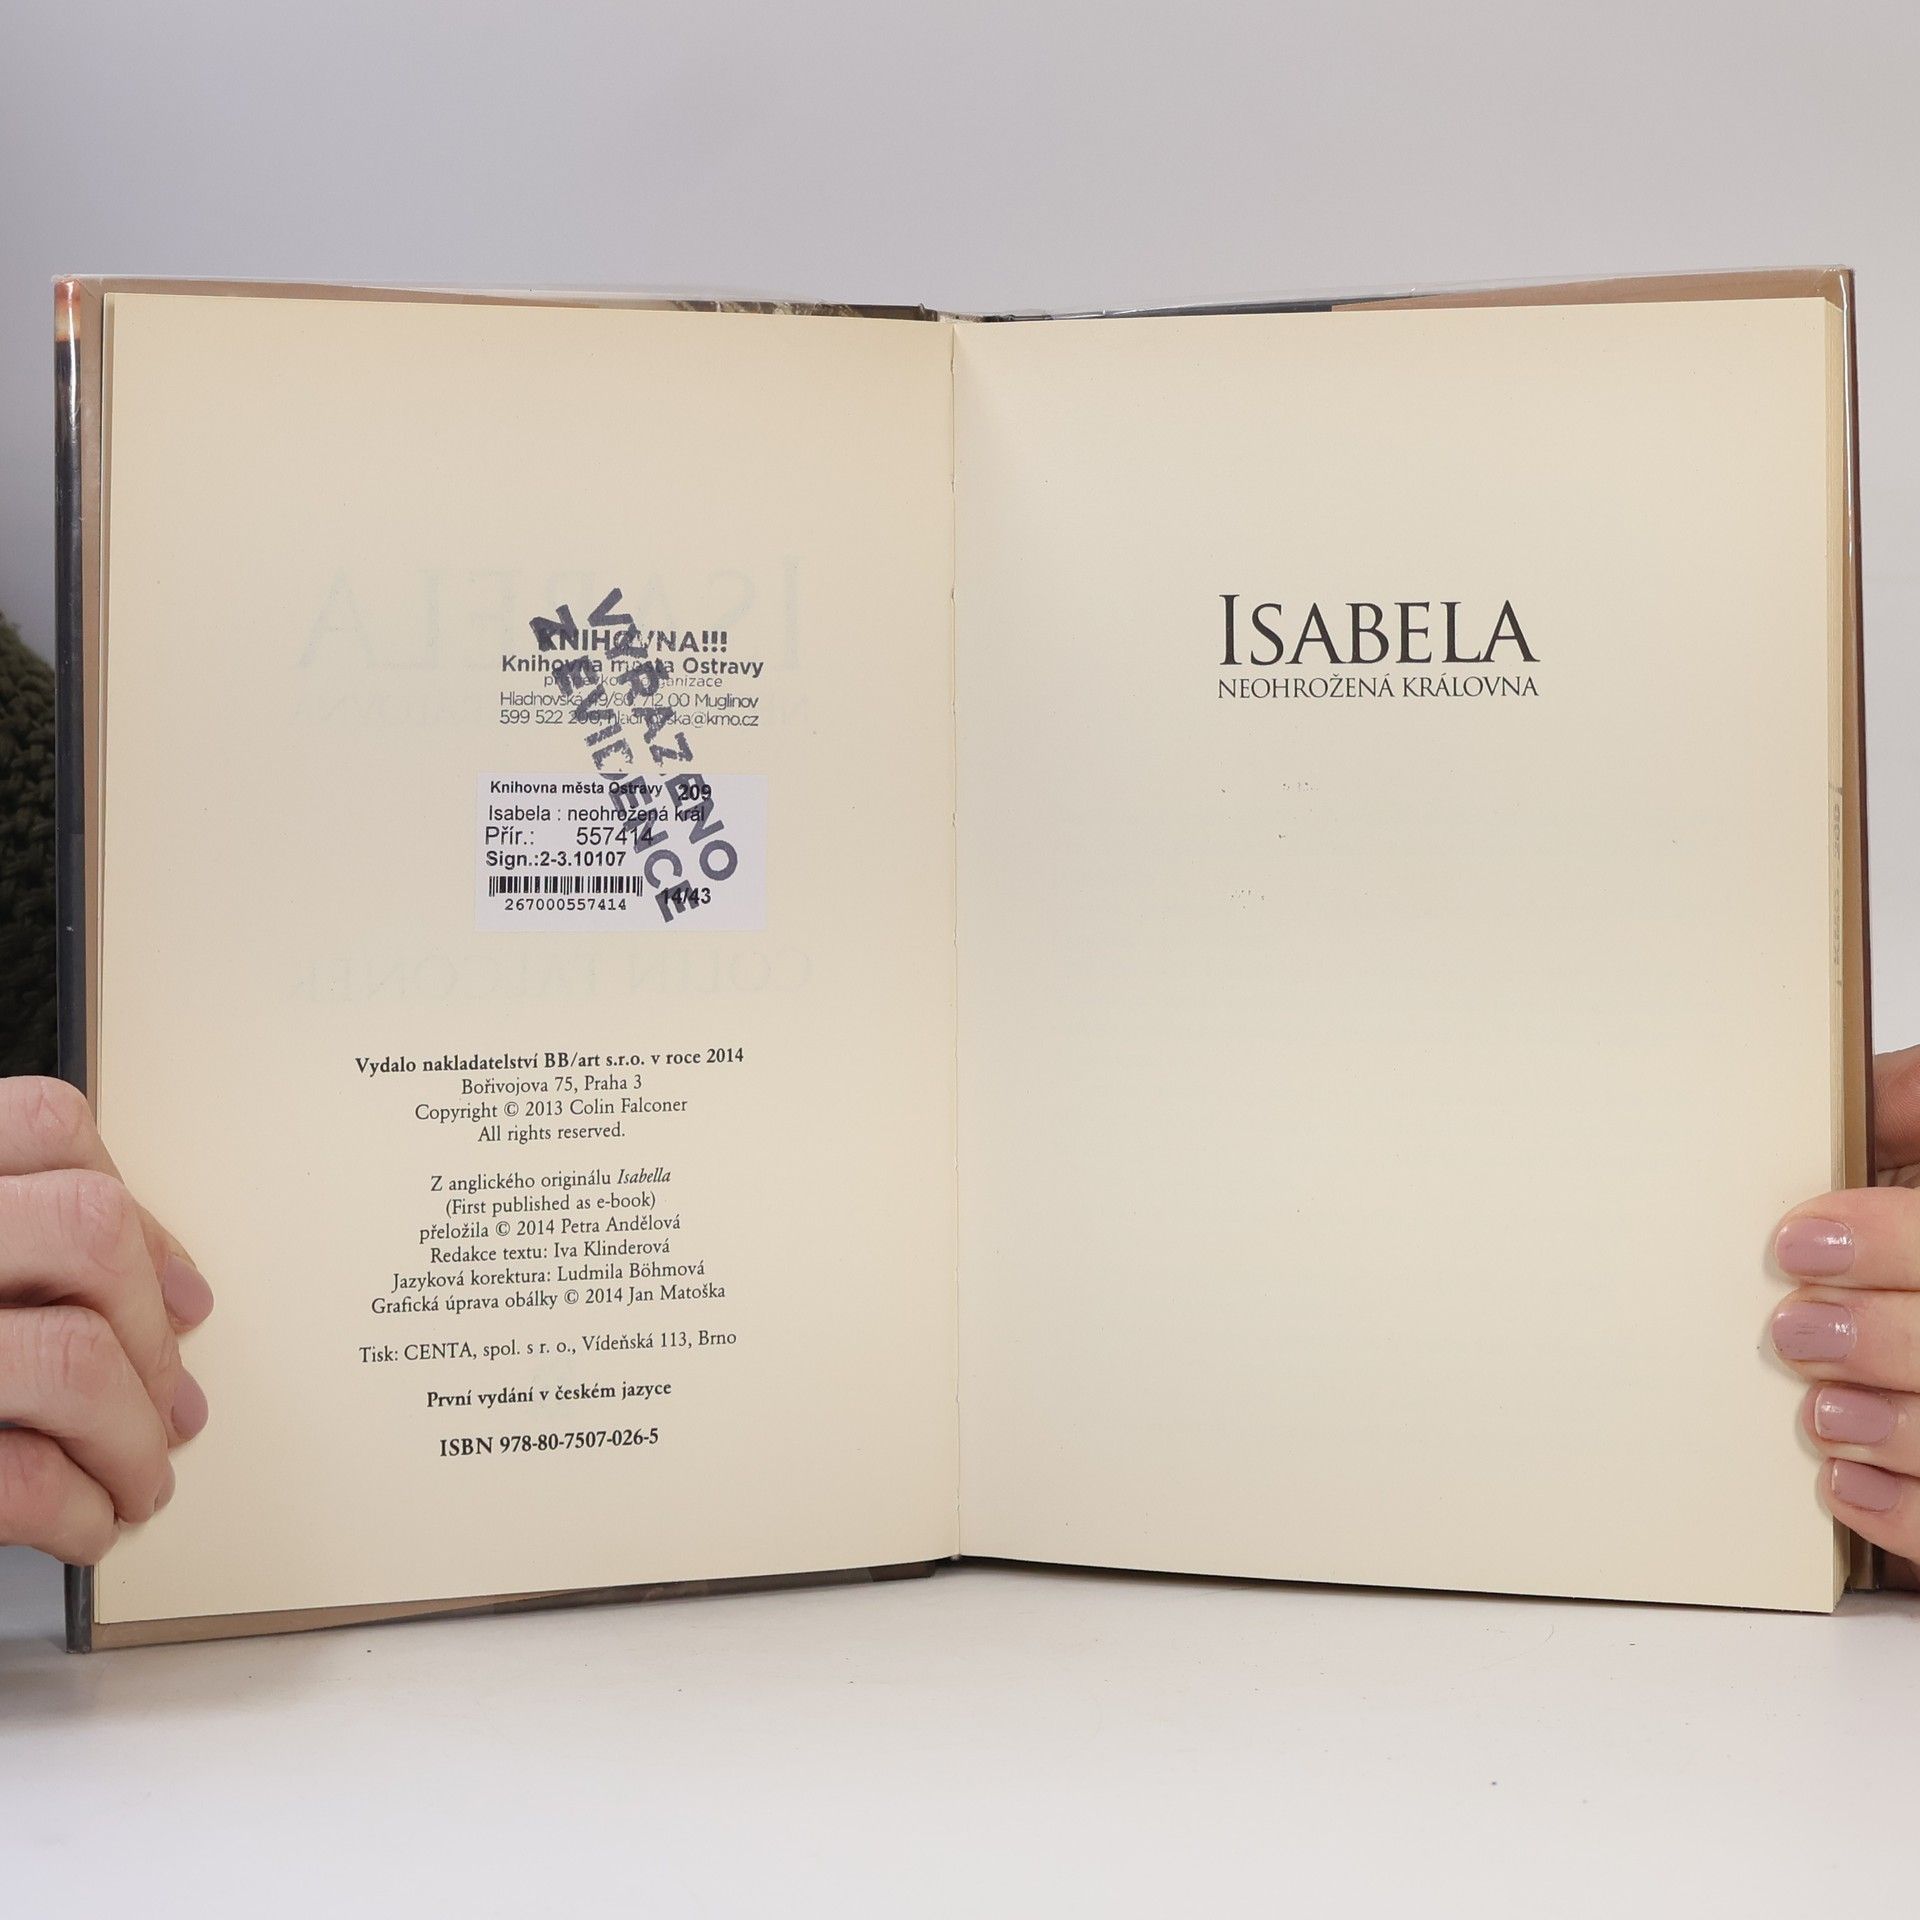 KNIHOVNA!!!
Knihovna města Ostravy
příspěvková organizace
Hladnovská 49/80, 712 00 Muglinov
599 522 206, hladnovska@kmo.cz
VYŘAZENO
Z EVIDENCE
Knihovna města Ostravy 209
Isabela : neohrožená král
Přír.: 557414
Sign.:2-3.10107
14/43
267000557414
Vydalo nakladatelství BB/art s.r.o. v roce 2014
Bořivojova 75, Praha 3
Copyright © 2013 Colin Falconer
All rights reserved.
Z anglického originálu Isabella
(First published as e-book)
přeložila © 2014 Petra Andělová
Redakce textu: Iva Klinderová
Jazyková korektura: Ludmila Böhmová
Grafická úprava obálky © 2014 Jan Matoška
Tisk: CENTA, spol. s r. o., Vídeňská 113, Brno
První vydání v českém jazyce
ISBN 978-80-7507-026-5
ISABELA
NEOHROŽENÁ KRÁLOVNA